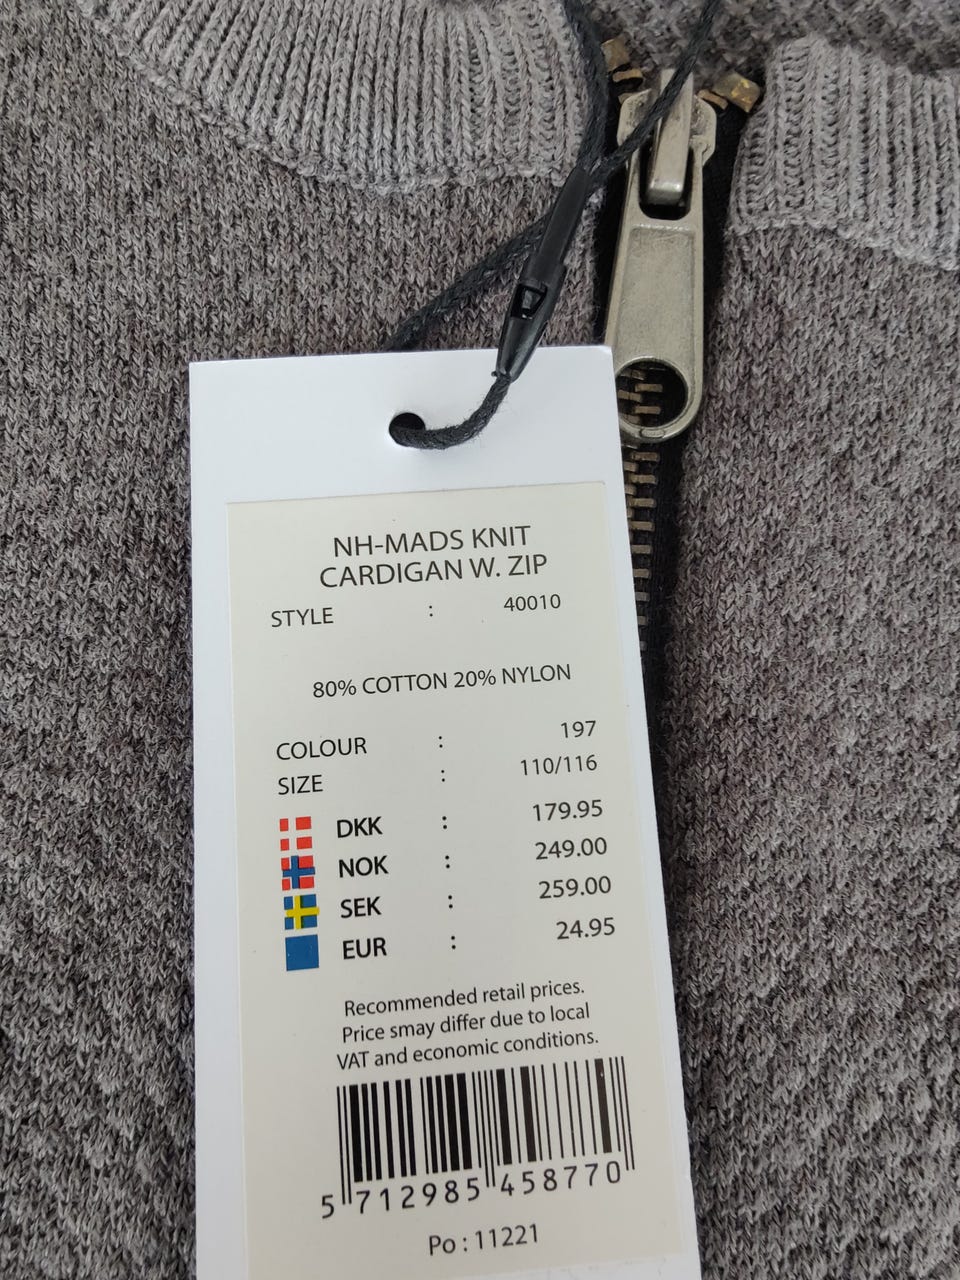 NH-MADS KNIT
CARDIGAN W. ZIP
STYLE : 40010
80% COTTON 20% NYLON
COLOUR : 197
SIZE : 110/116
DKK : 179.95
NOK : 249.00
SEK : 259.00
EUR : 24.95
Recommended retail prices.
Price smay differ due to local
VAT and economic conditions.
5 712985 458770
Po : 11221